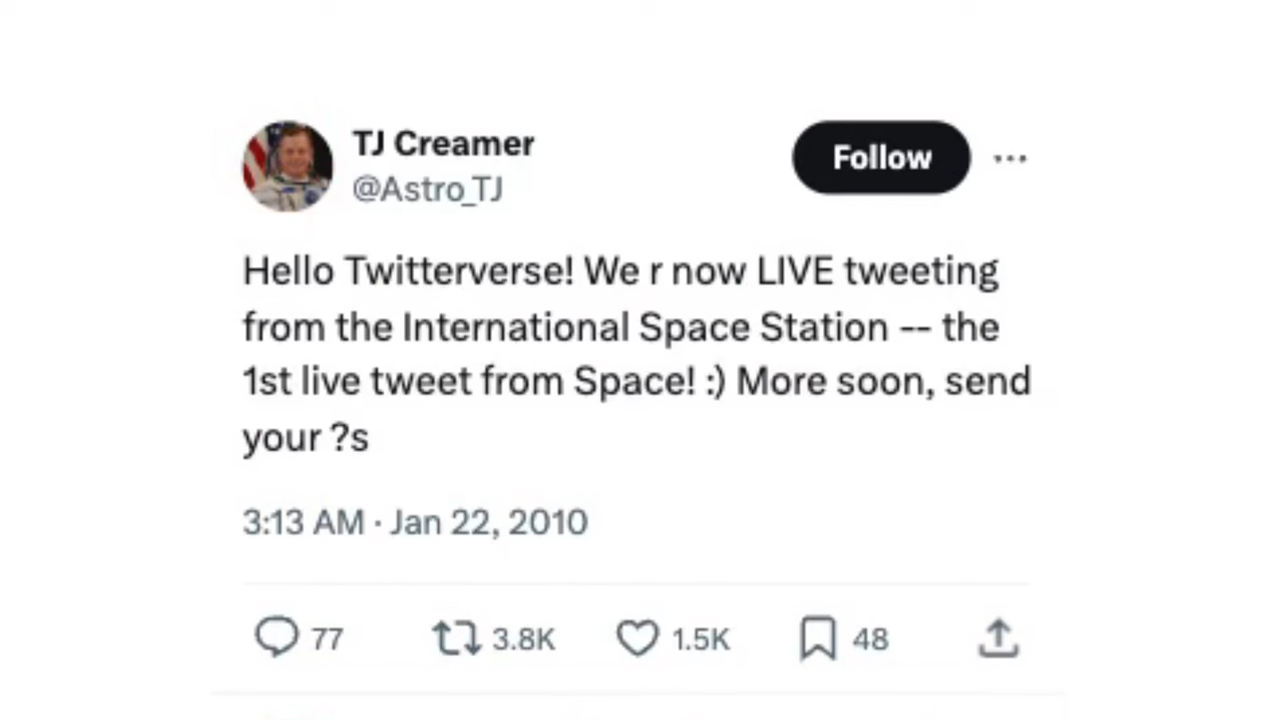 TJ Creamer
@Astro_TJ
Follow
Hello Twitterverse! We r now LIVE tweeting
from the International Space Station -- the
1st live tweet from Space! :) More soon, send
your ?s
3:13 AM · Jan 22, 2010
77 3.8K 1.5K 48